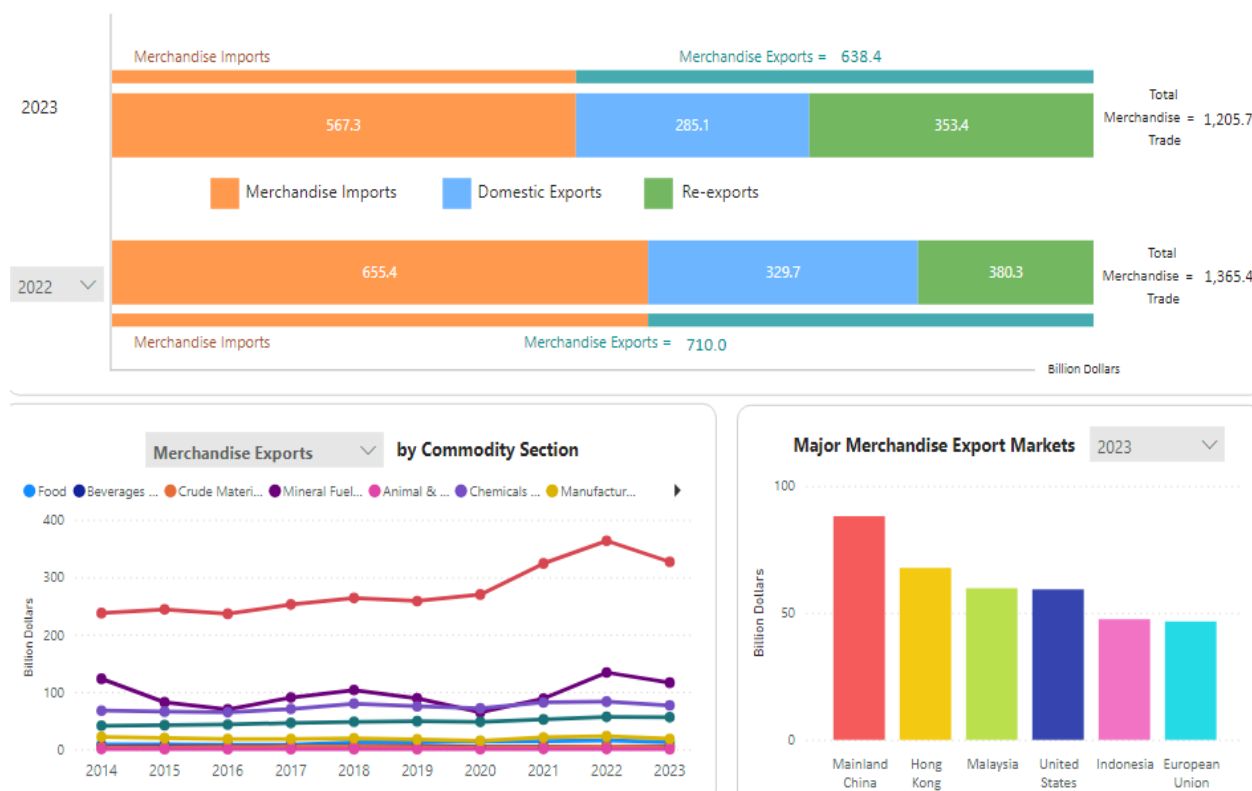 Merchandise Imports
Merchandise Exports = 638.4
2023
567.3
285.1
353.4
Total
Merchandise = 1,205.7
Trade
Merchandise Imports
Domestic Exports
Re-exports
2022
655.4
329.7
380.3
Total
Merchandise = 1,365.4
Trade
Merchandise Imports
Merchandise Exports = 710.0
Billion Dollars
Merchandise Exports
by Commodity Section
Food
Beverages ...
Crude Materi...
Mineral Fuel...
Animal & ...
Chemicals ...
Manufactur...
Billion Dollars
400
300
200
100
0
2014 2015 2016 2017 2018 2019 2020 2021 2022 2023
Major Merchandise Export Markets
2023
Billion Dollars
100
50
0
Mainland
China
Hong
Kong
Malaysia
United
States
Indonesia
European
Union